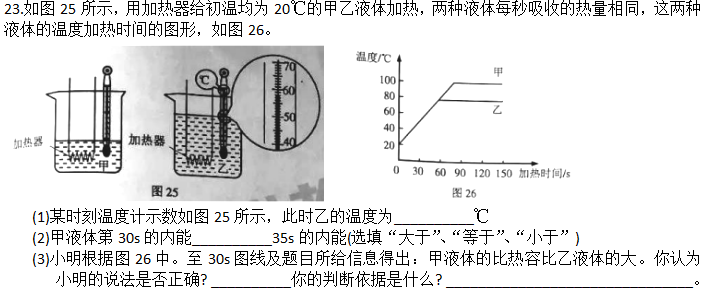 23.如图 25 所示，用加热器给初温均为 20℃的甲乙液体加热，两种液体每秒吸收的热量相同，这两种
液体的温度加热时间的图形，如图 26。
℃
70
60
50
40
加热器
甲
加热器
乙
图25
温度/℃
100
80
60
40
20
甲
乙
0 30 60 90 120 150 加热时间/s
图 26
(1)某时刻温度计示数如图 25 所示，此时乙的温度为_________℃
(2)甲液体第 30s 的内能_________35s 的内能(选填“大于”、“等于”、“小于”)
(3)小明根据图 26 中。至 30s 图线及题目所给信息得出：甲液体的比热容比乙液体的大。你认为
小明的说法是否正确? _________你的判断依据是什么? _________________________。